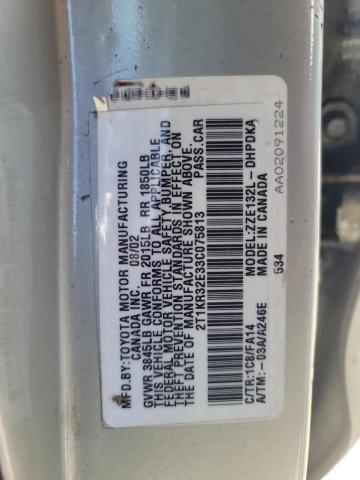 MFD.BY:TOYOTA MOTOR MANUFACTURING
CANADA INC. 08/02
GVWR 3845LB GAWR FR 2015LB RR 1850LB
THIS VEHICLE CONFORMS TO ALL APPLICABLE
FEDERAL MOTOR VEHICLE SAFETY, BUMPER, AND
THEFT PREVENTION STANDARDS IN EFFECT ON
THE DATE OF MANUFACTURE SHOWN ABOVE.
2T1KR32E33C075813 PASS.CAR
MODEL:ZZE132L-DHPDKA
C/TR:1C8/FA14 MADE IN CANADA
A/TM:-03A/A246E 534
AA02091224